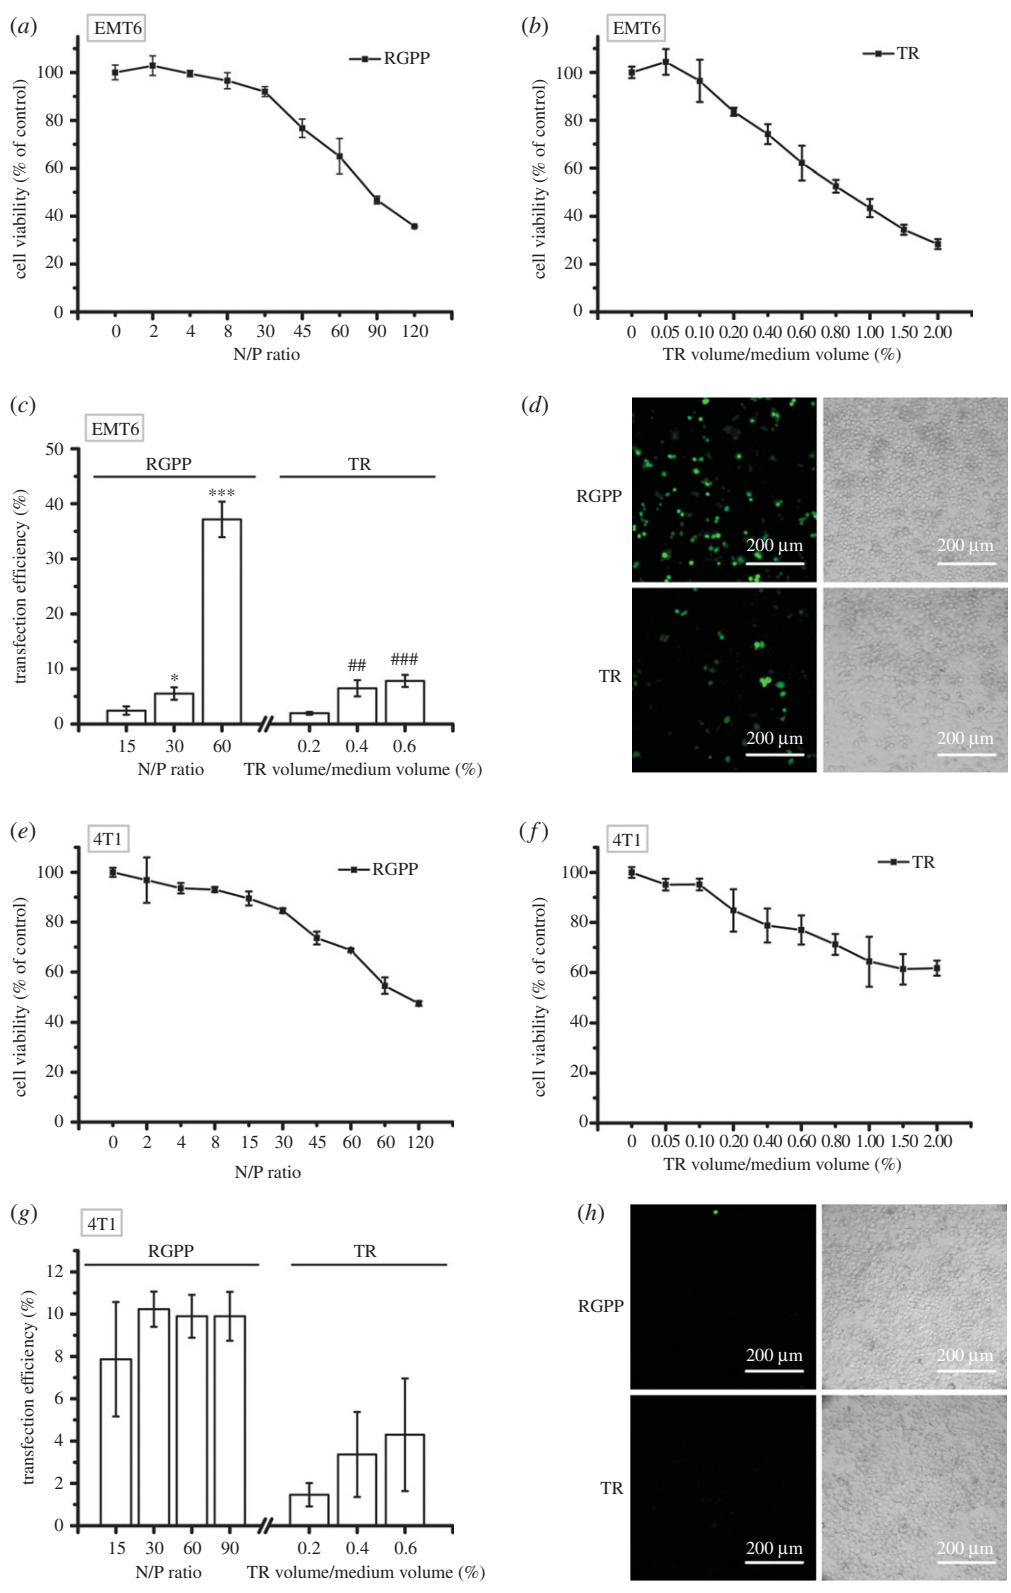 (a)
EMT6
RGPP
cell viability (% of control)
100
80
60
40
20
0
0 2 4 8 30 45 60 90 120
N/P ratio
(b)
EMT6
TR
cell viability (% of control)
100
80
60
40
20
0
0 0.05 0.10 0.20 0.40 0.60 0.80 1.00 1.50 2.00
TR volume/medium volume (%)
(c)
EMT6
RGPP
TR
transfection efficiency (%)
50
40
30
20
10
0
*
***
##
###
15 30 60
0.2 0.4 0.6
N/P ratio
TR volume/medium volume (%)
(d)
RGPP
200 µm
200 µm
TR
200 µm
200 µm
(e)
4T1
RGPP
cell viability (% of control)
100
80
60
40
20
0
0 2 4 8 15 30 45 60 60 120
N/P ratio
(f)
4T1
TR
cell viability (% of control)
100
80
60
40
20
0
0 0.05 0.10 0.20 0.40 0.60 0.80 1.00 1.50 2.00
TR volume/medium volume (%)
(g)
4T1
RGPP
TR
transfection efficiency (%)
12
10
8
6
4
2
0
15 30 60 90
0.2 0.4 0.6
N/P ratio
TR volume/medium volume (%)
(h)
RGPP
200 µm
200 µm
TR
200 µm
200 µm